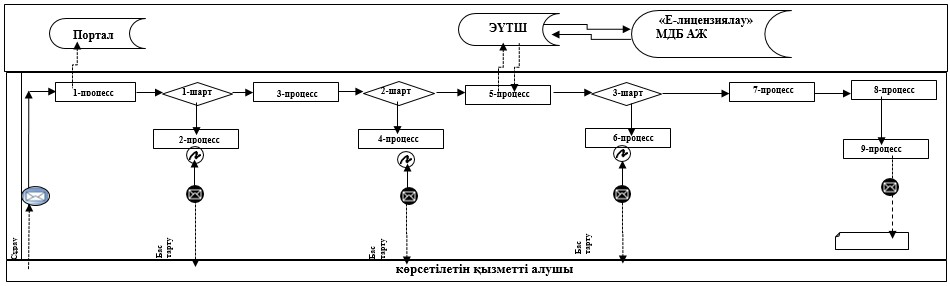 Портал
ЭҮТШ
«Е-лицензиялау»
МДБ АЖ
1-процесс
1-шарт
3-процесс
2-шарт
5-процесс
3-шарт
7-процесс
8-процесс
2-процесс
4-процесс
6-процесс
9-процесс
Сұрау
Бас
тарту
Бас
тарту
Бас
тарту
көрсетілетін қызметті алушы